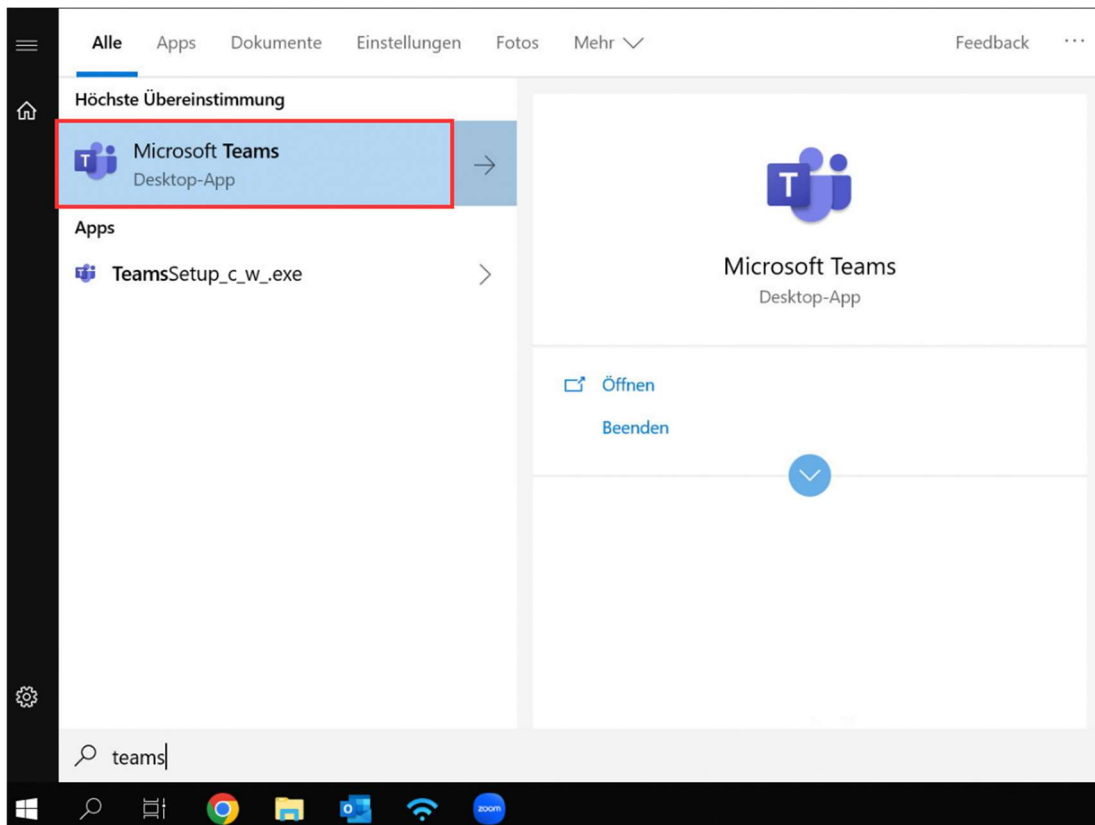 Alle Apps Dokumente Einstellungen Fotos Mehr Feedback ...
Höchste Übereinstimmung
T Microsoft Teams
Desktop-App
Apps
TeamsSetup_c_w_.exe
T
Microsoft Teams
Desktop-App
Öffnen
Beenden
teams
zoom